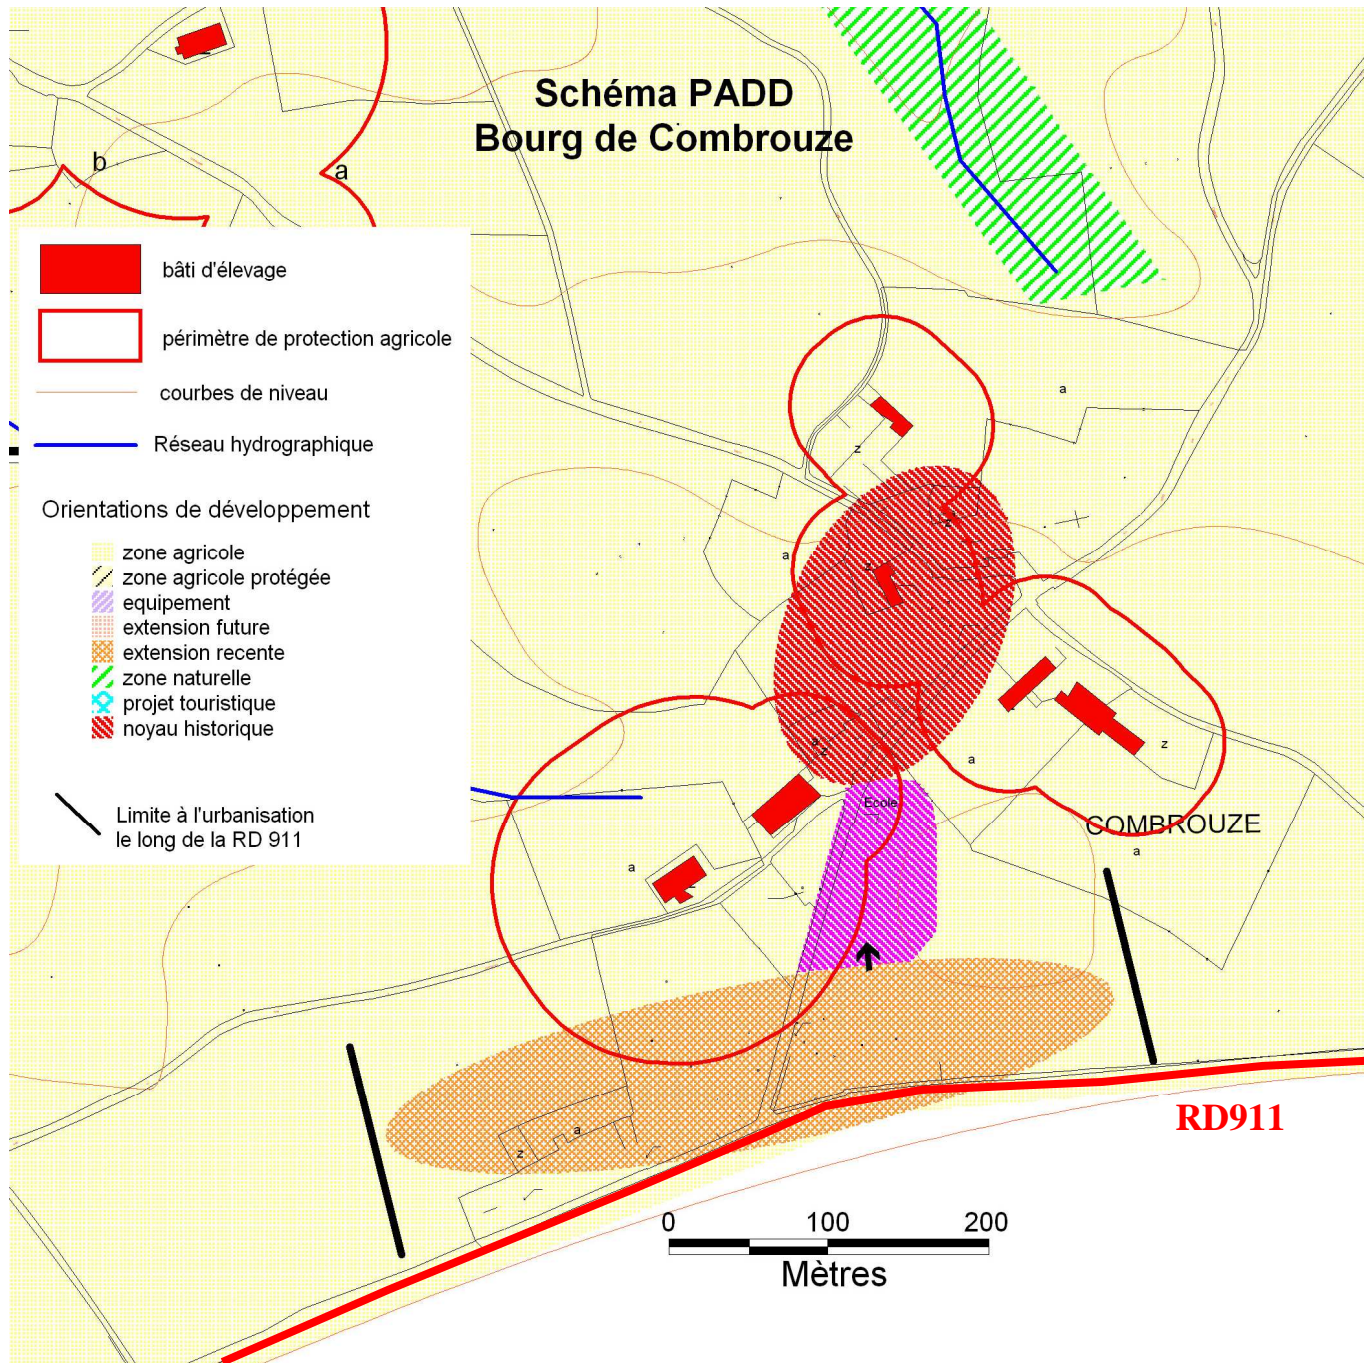 Schéma PADD
Bourg de Combrouze
b
a
bâti d'élevage
périmètre de protection agricole
courbes de niveau
Réseau hydrographique
Orientations de développement
zone agricole
zone agricole protégée
equipement
extension future
extension recente
zone naturelle
projet touristique
noyau historique
Limite à l'urbanisation
le long de la RD 911
a
z
z
a
z
a
z
a
z
Ecole
COMBROUZE
a
a
a
z
RD911
0 100 200
Mètres